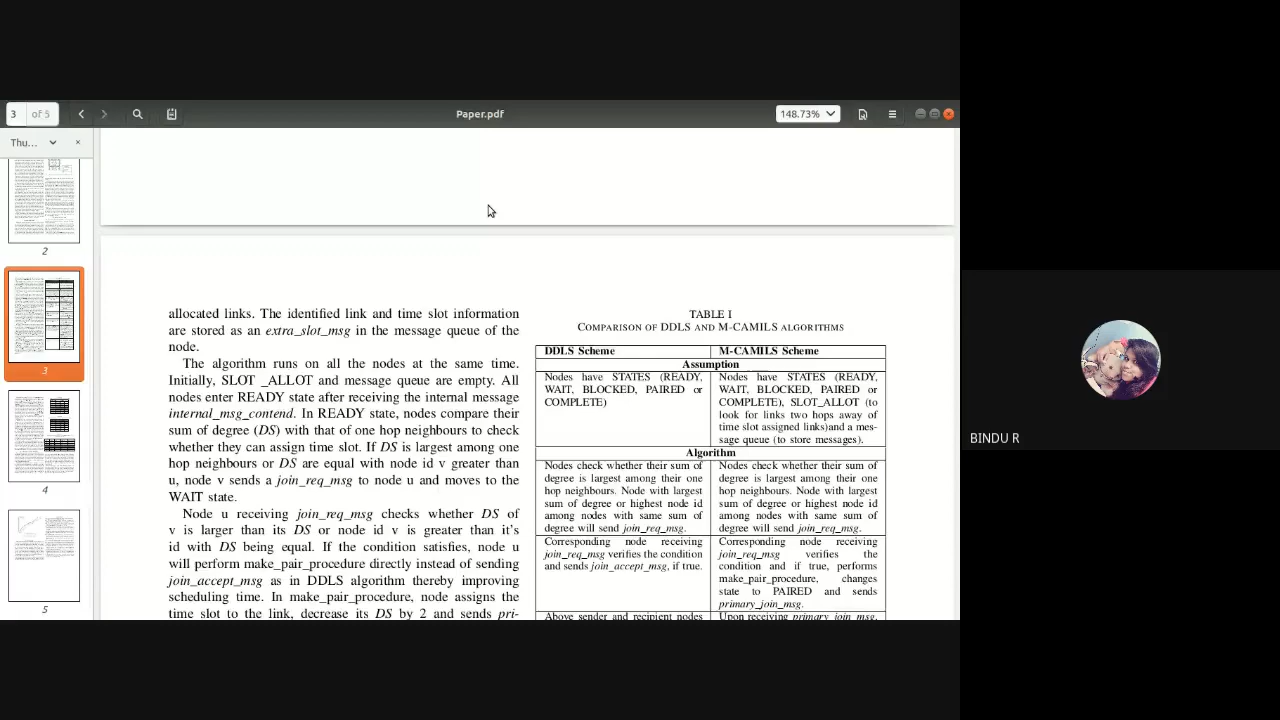 3 of 5
Paper.pdf
148.73%
Thu...
2
3
4
5
allocated links. The identified link and time slot information
are stored as an extra_slot_msg in the message queue of the
node.
The algorithm runs on all the nodes at the same time.
Initially, SLOT _ALLOT and message queue are empty. All
nodes enter READY state after receiving the internal message
internal_msg_contend. In READY state, nodes compare their
sum of degree (DS) with that of one hop neighbours to check
whether they can assign time slot. If DS is largest among one
hop neighbours or DS are equal with node id v greater than
u, node v sends a join_req_msg to node u and moves to the
WAIT state.
Node u receiving join_req_msg checks whether DS of
v is larger than its DS or node id v is greater than it's
id with DS being equal. If the condition satisfies, node u
will perform make_pair_procedure directly instead of sending
join_accept_msg as in DDLS algorithm thereby improving
scheduling time. In make_pair_procedure, node assigns the
time slot to the link, decrease its DS by 2 and sends pri-
TABLE I
COMPARISON OF DDLS AND M-CAMILS ALGORITHMS
DDLS Scheme
M-CAMILS Scheme
Assumption
Nodes have STATES (READY,
WAIT, BLOCKED, PAIRED or
COMPLETE)
Nodes have STATES (READY,
WAIT, BLOCKED, PAIRED or
COMPLETE), SLOT_ALLOT (to
look for links two hops away of
time slot assigned links)and a mes-
sage queue (to store messages).
Algorithm
Nodes check whether their sum of
degree is largest among their one
hop neighbours. Node with largest
sum of degree or highest node id
among nodes with same sum of
degree will send join_req_msg.
Nodes check whether their sum of
degree is largest among their one
hop neighbours. Node with largest
sum of degree or highest node id
among nodes with same sum of
degree will send join_req_msg.
Corresponding node receiving
join_req_msg verifies the condition
and sends join_accept_msg, if true.
Corresponding node receiving
join_req_msg verifies the
condition and if true, performs
make_pair_procedure, changes
state to PAIRED and sends
primary_join_msg.
Above sender and recipient nodes
Upon receiving primary_join_msg,
BINDU R